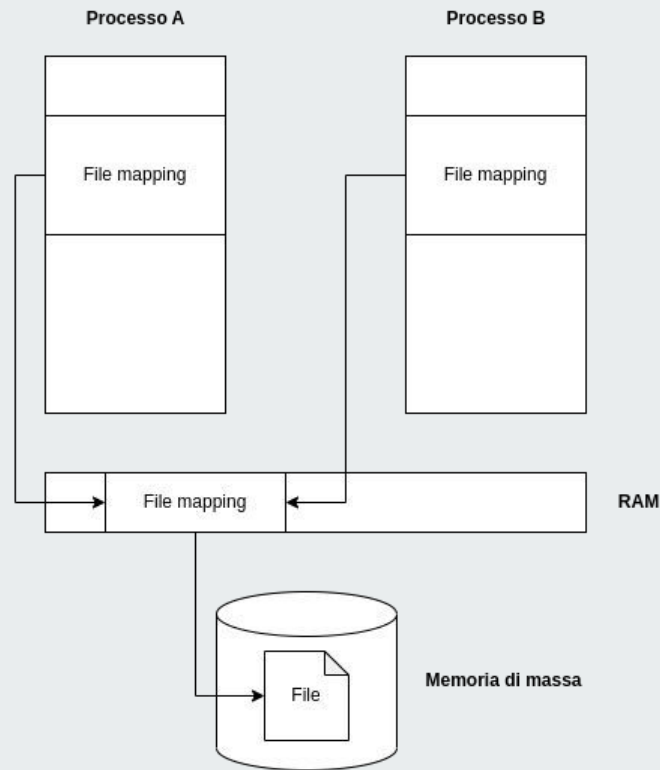 Processo A
Processo B
File mapping
File mapping
File mapping
RAM
File
Memoria di massa